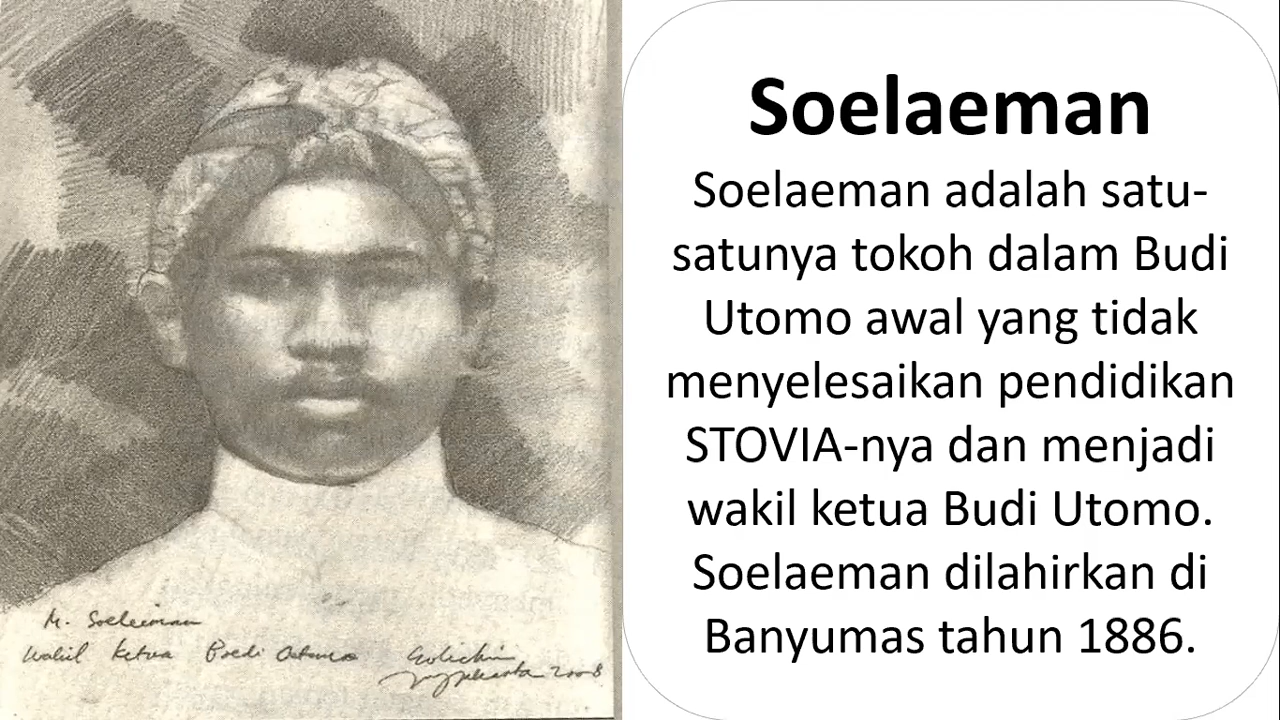 Soelaeman
Soelaeman adalah satu-
satunya tokoh dalam Budi
Utomo awal yang tidak
menyelesaikan pendidikan
STOVIA-nya dan menjadi
wakil ketua Budi Utomo.
Soelaeman dilahirkan di
Banyumas tahun 1886.
M. Soeleiman
Wakil Ketua Boedi Oetomo
2008